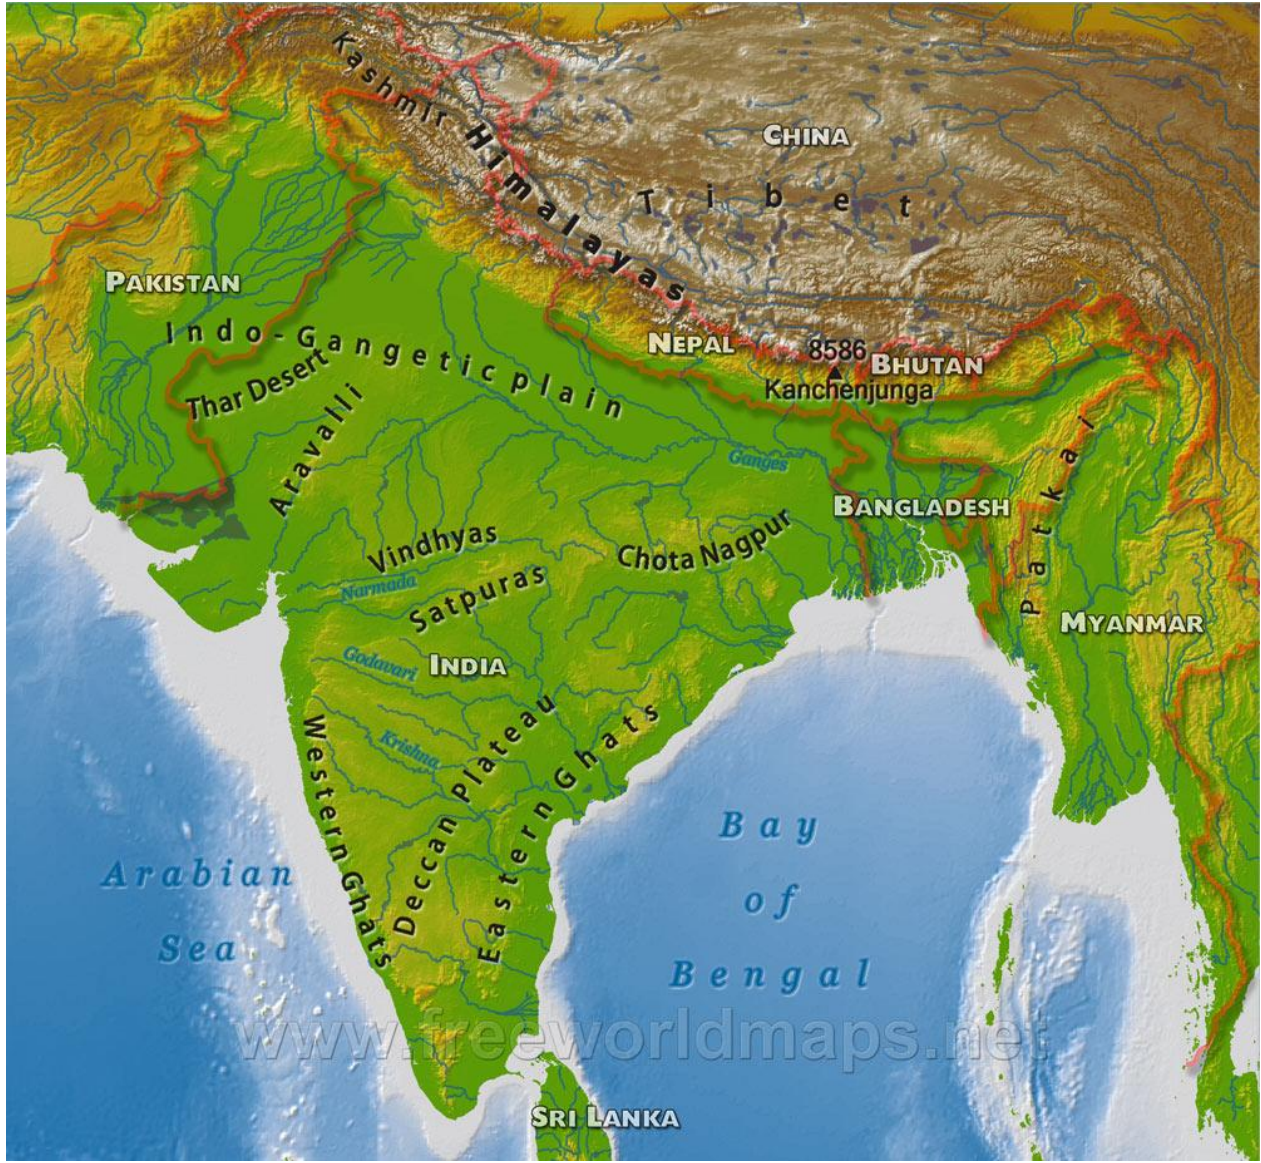 Kashmir
Himalayas
CHINA
Tibet
PAKISTAN
Indo-Gangetic plain
NEPAL
8586
Kanchenjunga
BHUTAN
Thar Desert
Aravalli
Patkai
Ganges
BANGLADESH
Vindhyas
Chota Nagpur
Narmada
Satpuras
MYANMAR
Godavari
INDIA
Western Ghats
Krishna
Deccan Plateau
Eastern Ghats
Arabian
Sea
Bay
of
Bengal
www.freeworldmaps.net
SRI LANKA